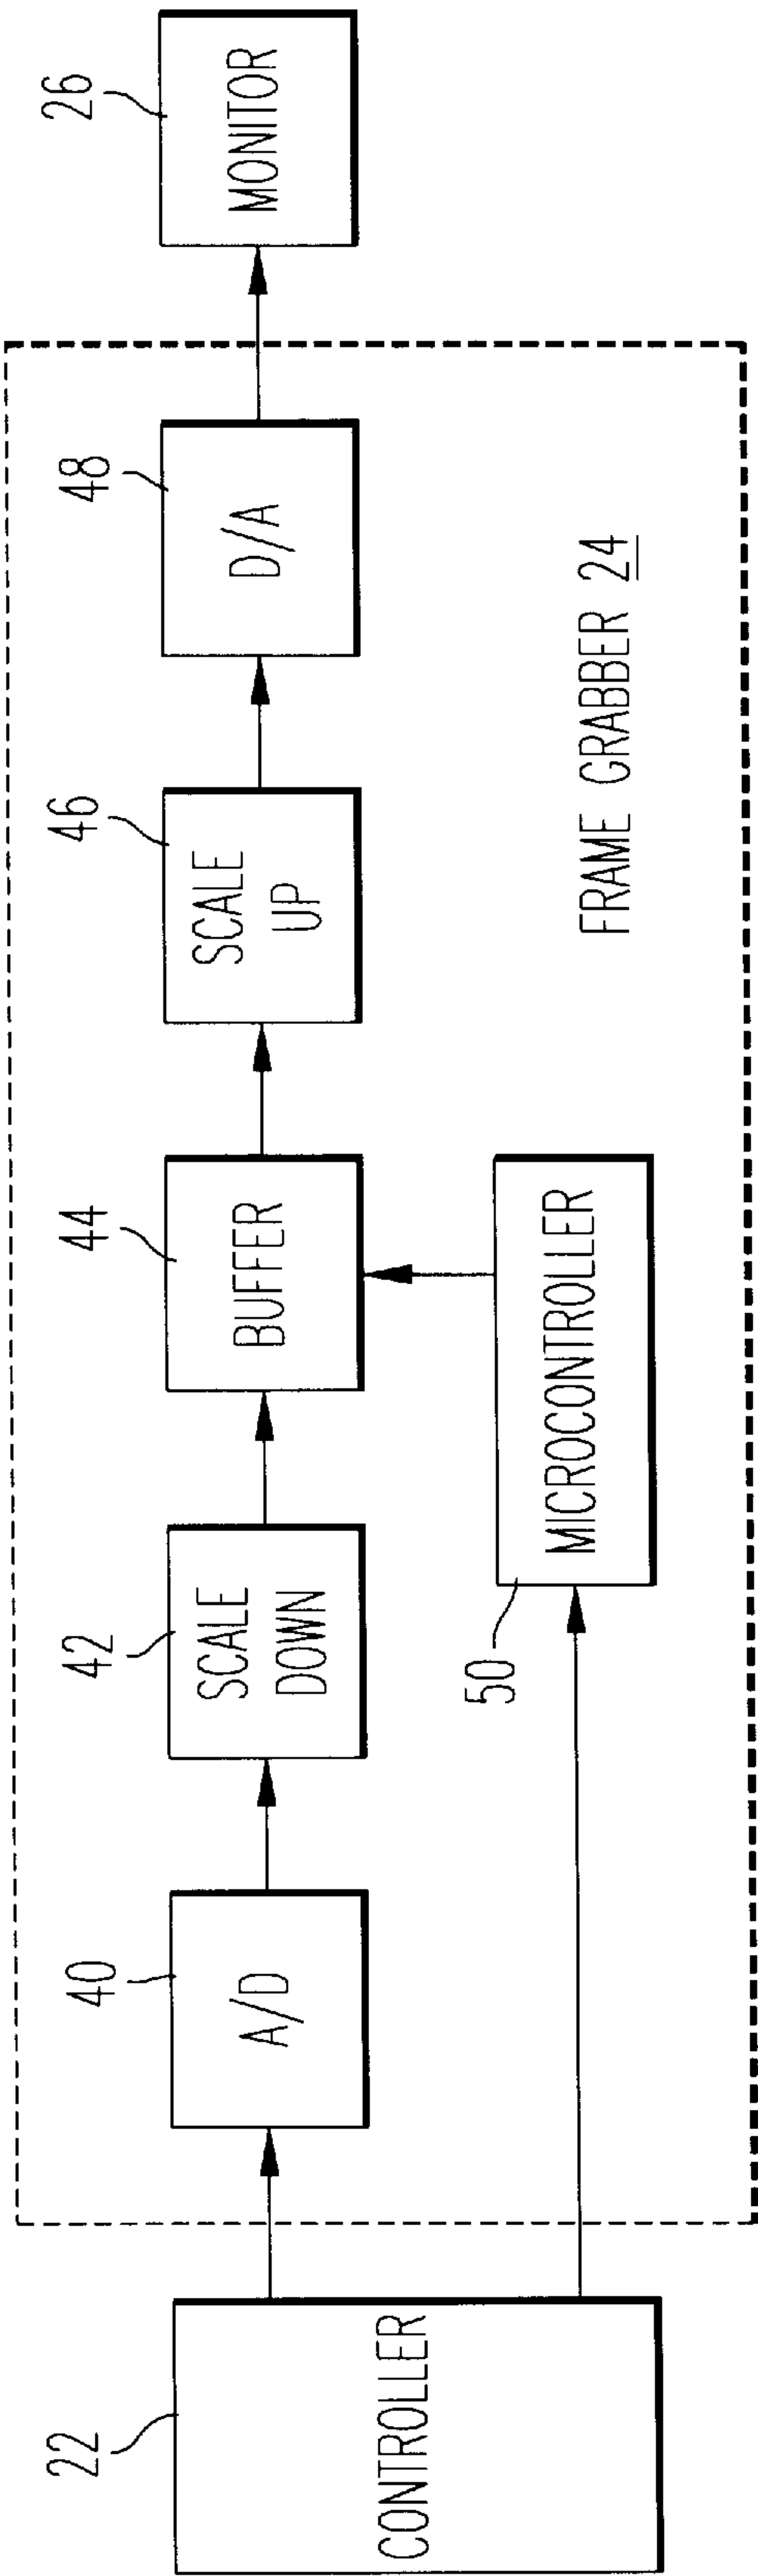 22
CONTROLLER
40
A/D
42
SCALE
DOWN
44
BUFFER
46
SCALE
UP
48
D/A
26
MONITOR
50
MICROCONTROLLER
FRAME GRABBER 24